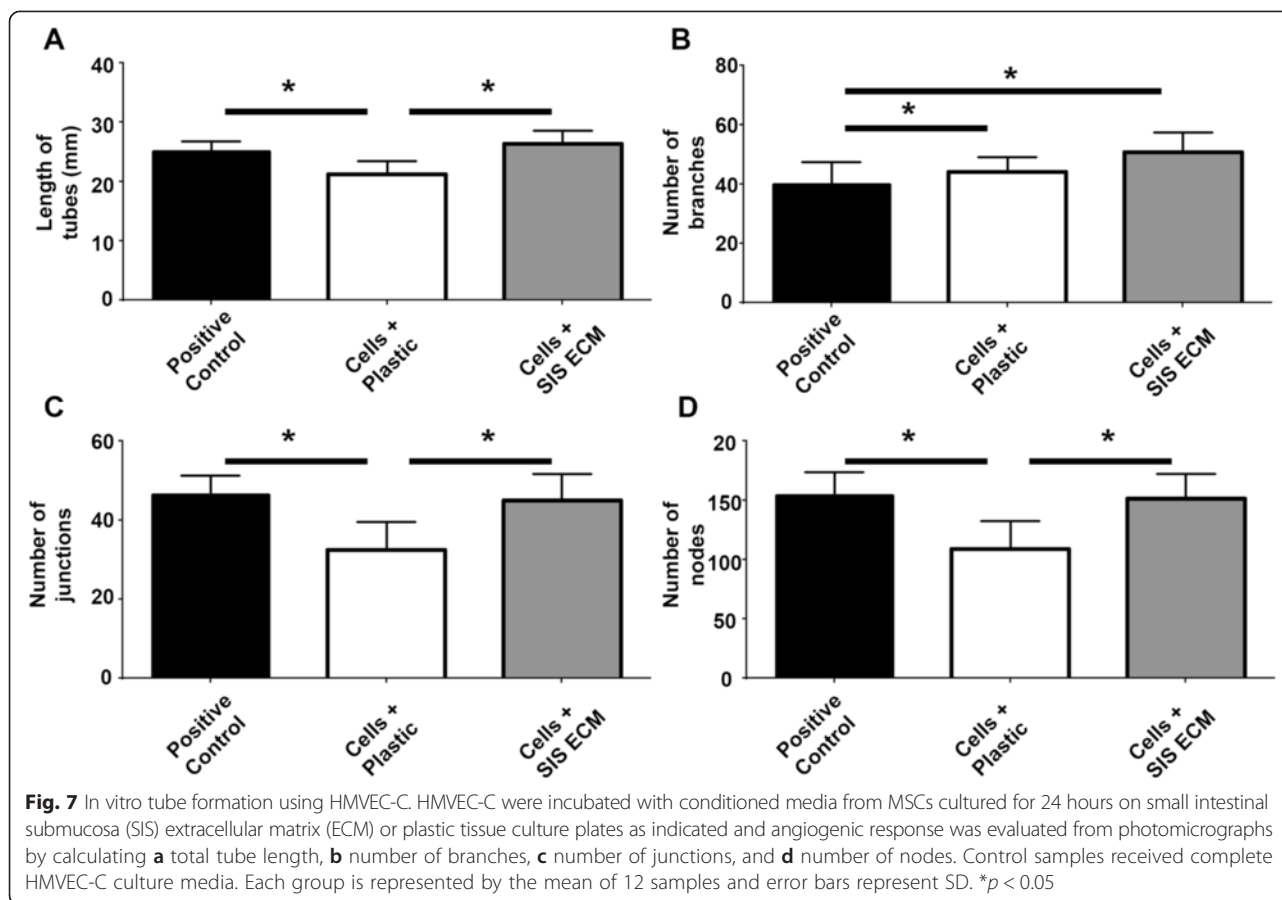 A
Length of
tubes (mm)
40
30
20
10
0
*
*
Positive
Control
Cells +
Plastic
Cells +
SIS ECM
B
Number of
branches
80
60
40
20
0
*
*
Positive
Control
Cells +
Plastic
Cells +
SIS ECM
C
Number of
junctions
60
40
20
0
*
*
Positive
Control
Cells +
Plastic
Cells +
SIS ECM
D
Number of
nodes
20
150
100
50
0
*
*
Positive
Control
Cells +
Plastic
Cells +
SIS ECM
Fig. 7 In vitro tube formation using HMVEC-C. HMVEC-C were incubated with conditioned media from MSCs cultured for 24 hours on small intestinal
submucosa (SIS) extracellular matrix (ECM) or plastic tissue culture plates as indicated and angiogenic response was evaluated from photomicrographs
by calculating a total tube length, b number of branches, c number of junctions, and d number of nodes. Control samples received complete
HMVEC-C culture media. Each group is represented by the mean of 12 samples and error bars represent SD. *p < 0.05